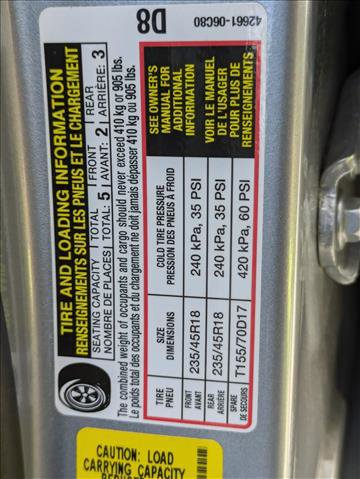 42661-06C80
D8
TIRE AND LOADING INFORMATION
RENSEIGNEMENTS SUR LES PNEUS ET LE CHARGEMENT
SEATING CAPACITY | TOTAL | FRONT | REAR
NOMBRE DE PLACES | TOTAL: 5 | AVANT: 2 | ARRIÈRE: 3
The combined weight of occupants and cargo should never exceed 410 kg or 905 lbs.
Le poids total des occupants et du chargement ne doit jamais dépasser 410 kg ou 905 lbs.
TIRE PNEU | SIZE DIMENSIONS | COLD TIRE PRESSURE PRESSION DES PNEUS À FROID
FRONT AVANT | 235/45R18 | 240 kPa, 35 PSI
REAR ARRIÈRE | 235/45R18 | 240 kPa, 35 PSI
SPARE DE SECOURS | T155/70D17 | 420 kPa, 60 PSI
SEE OWNER'S
MANUAL FOR
ADDITIONAL
INFORMATION
VOIR LE MANUEL
DE L'USAGER
POUR PLUS DE
RENSEIGNEMENTS
CAUTION: LOAD
CARRYING CAPACITY